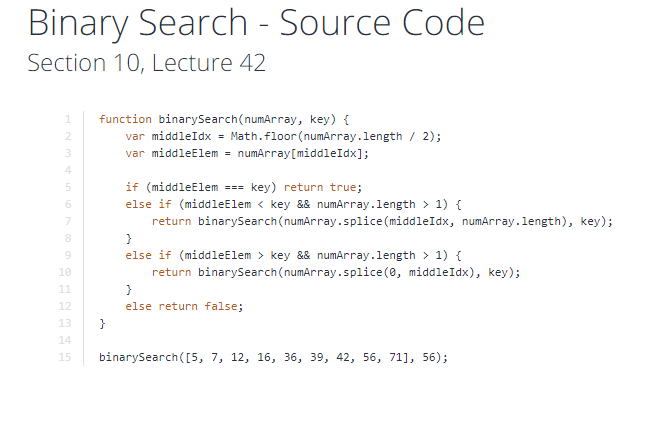 Binary Search - Source Code
Section 10, Lecture 42
1 function binarySearch(numArray, key) {
2     var middleIdx = Math.floor(numArray.length / 2);
3     var middleElem = numArray[middleIdx];
4
5     if (middleElem === key) return true;
6     else if (middleElem < key && numArray.length > 1) {
7         return binarySearch(numArray.splice(middleIdx, numArray.length), key);
8     }
9     else if (middleElem > key && numArray.length > 1) {
10         return binarySearch(numArray.splice(0, middleIdx), key);
11     }
12     else return false;
13 }
14
15 binarySearch([5, 7, 12, 16, 36, 39, 42, 56, 71], 56);